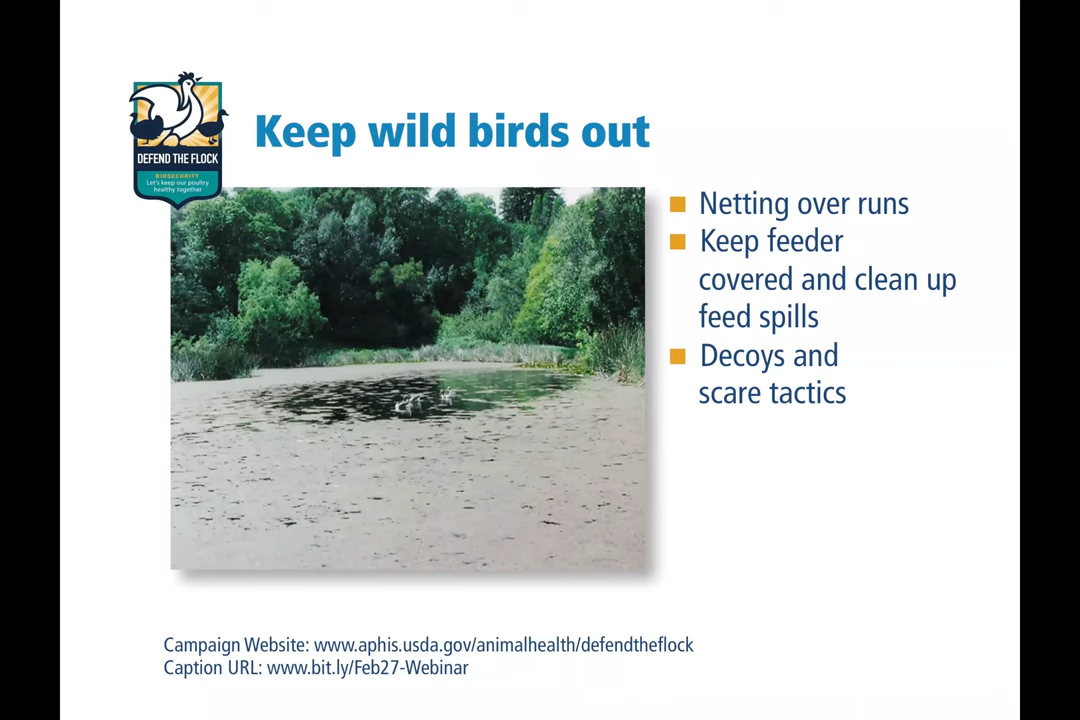 Keep wild birds out
DEFEND THE FLOCK
BIOSECURITY
Let's keep our poultry
healthy together
Netting over runs
Keep feeder
covered and clean up
feed spills
Decoys and
scare tactics
Campaign Website: www.aphis.usda.gov/animalhealth/defendtheflock
Caption URL: www.bit.ly/Feb27-Webinar